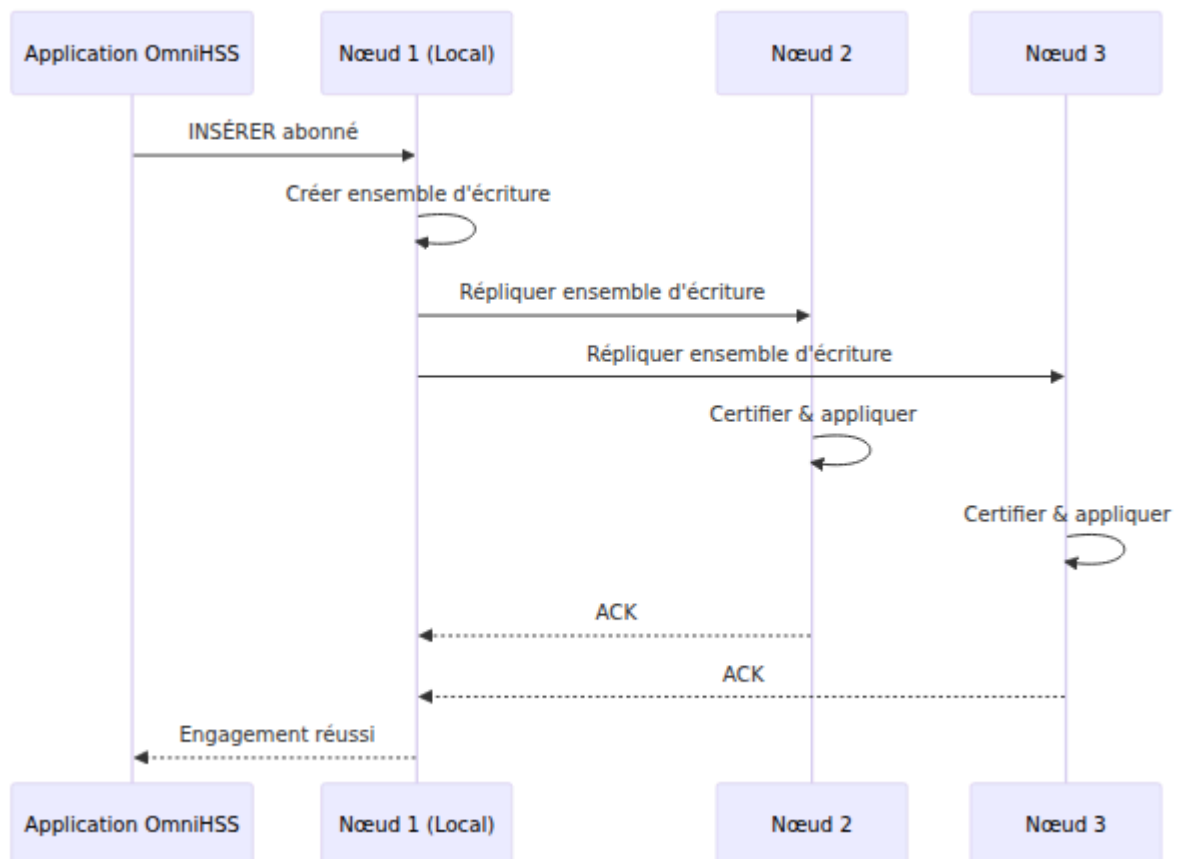 Application OmniHSS
Nœud 1 (Local)
Nœud 2
Nœud 3
INSÉRER abonné
Créer ensemble d'écriture
Répliquer ensemble d'écriture
Répliquer ensemble d'écriture
Certifier & appliquer
Certifier & appliquer
ACK
ACK
Engagement réussi
Application OmniHSS
Nœud 1 (Local)
Nœud 2
Nœud 3